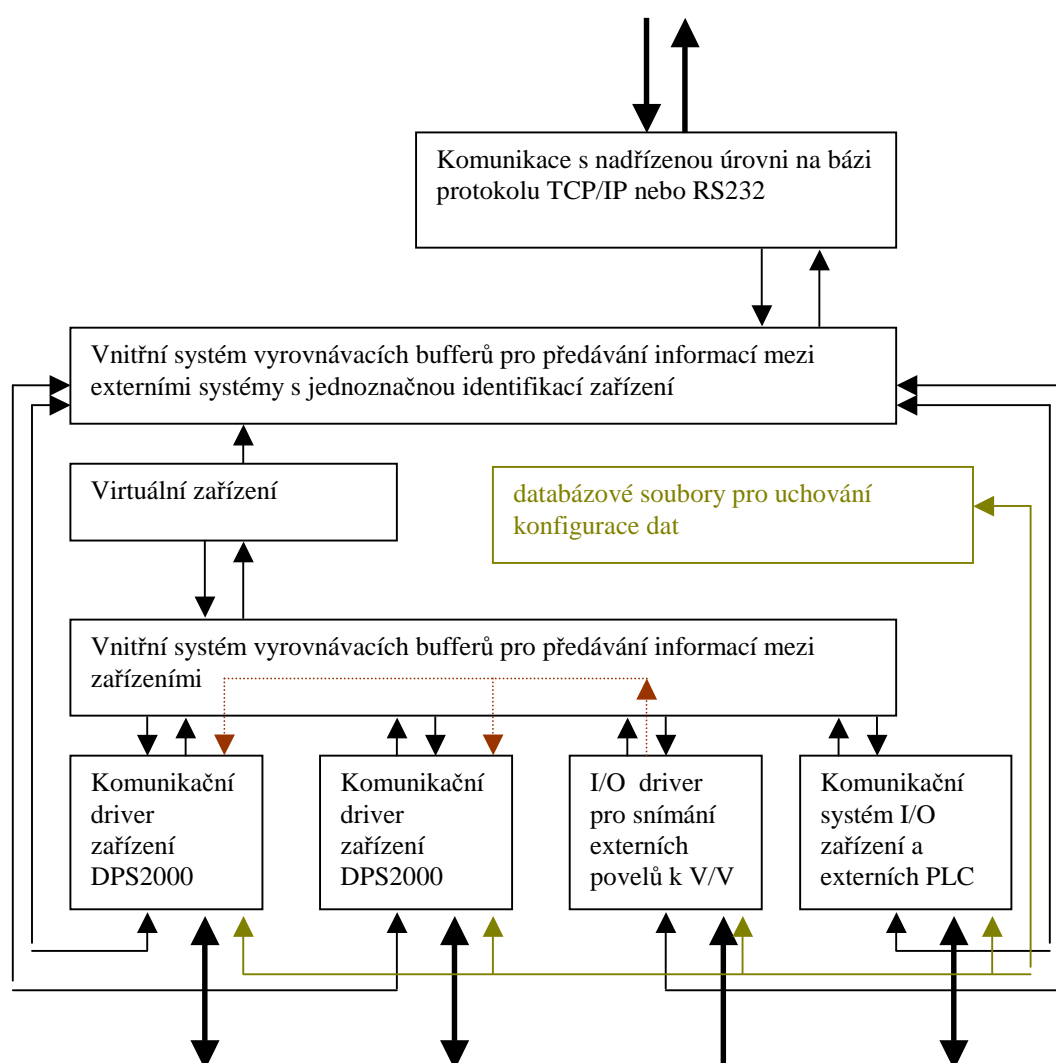 Komunikace s nadřízenou úrovni na bázi
protokolu TCP/IP nebo RS232
Vnitřní systém vyrovnávacích bufferů pro předávání informací mezi
externími systémy s jednoznačnou identifikací zařízení
Virtuální zařízení
databázové soubory pro uchování
konfigurace dat
Vnitřní systém vyrovnávacích bufferů pro předávání informací mezi
zařízeními
Komunikační
driver
zařízení
DPS2000
Komunikační
driver
zařízení
DPS2000
I/O driver
pro snímání
externích
povelů k V/V
Komunikační
systém I/O
zařízení a
externích PLC